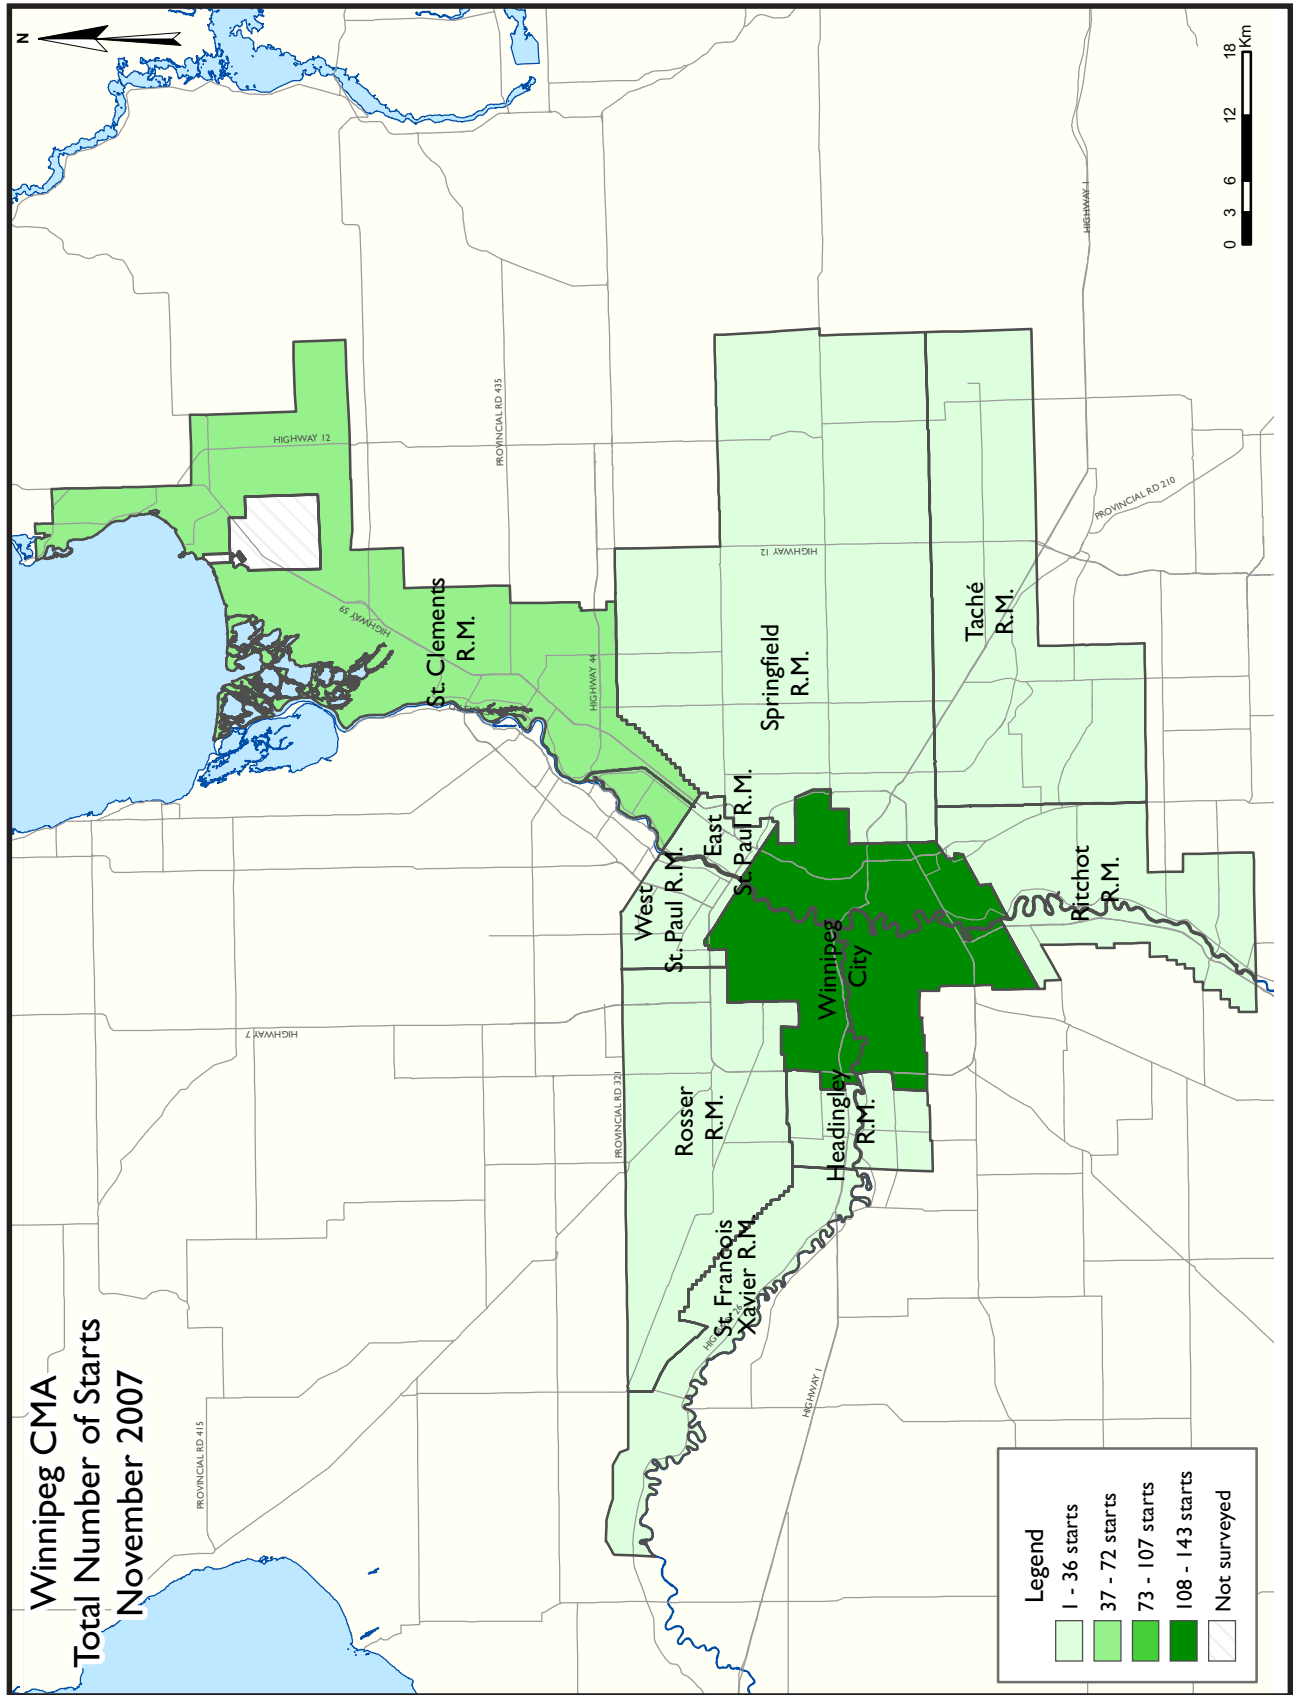 Winnipeg CMA
Total Number of Starts
November 2007
N
PROVINCIAL RD 415
HIGHWAY 7
HIGHWAY 12
PROVINCIAL RD 435
HIGHWAY 59
St. Clements
R.M.
HIGHWAY 44
PROVINCIAL RD 321
West
St. Paul R.M.
East
St. Paul R.M.
Rosser
R.M.
St. Francois
Xavier R.M.
HIGHWAY 26
Springfield
R.M.
HIGHWAY 12
Winnipeg
City
Headingley
R.M.
HIGHWAY 1
Taché
R.M.
Ritchot
R.M.
HIGHWAY 1
PROVINCIAL RD 210
Legend
1 - 36 starts
37 - 72 starts
73 - 107 starts
108 - 143 starts
Not surveyed
0 3 6 12 18
Km